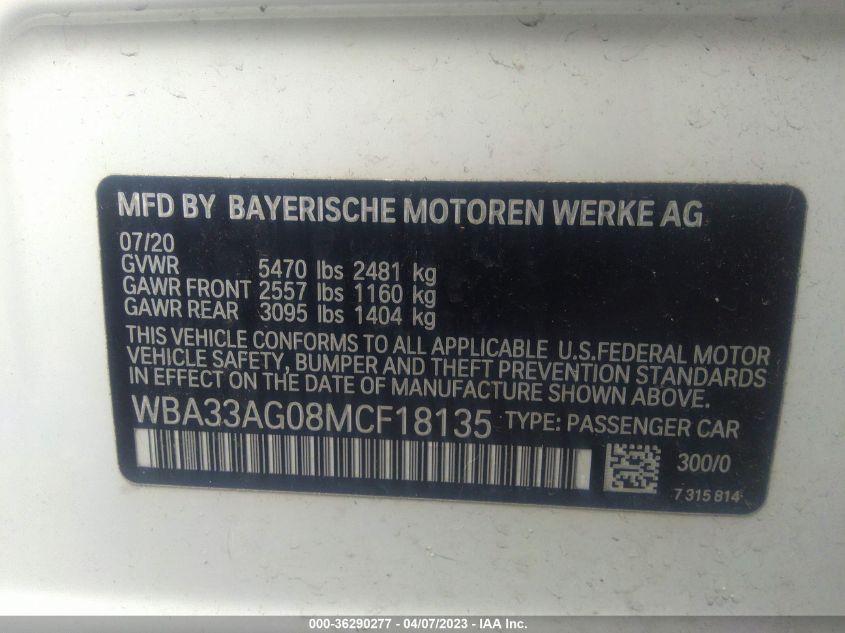 MFD BY BAYERISCHE MOTOREN WERKE AG
07/20
GVWR 5470 lbs 2481 kg
GAWR FRONT 2557 lbs 1160 kg
GAWR REAR 3095 lbs 1404 kg
THIS VEHICLE CONFORMS TO ALL APPLICABLE U.S.FEDERAL MOTOR
VEHICLE SAFETY, BUMPER AND THEFT PREVENTION STANDARDS
IN EFFECT ON THE DATE OF MANUFACTURE SHOWN ABOVE.
WBA33AG08MCF18135 TYPE: PASSENGER CAR
300/0
7 315 814
000-36290277 - 04/07/2023 - IAA Inc.